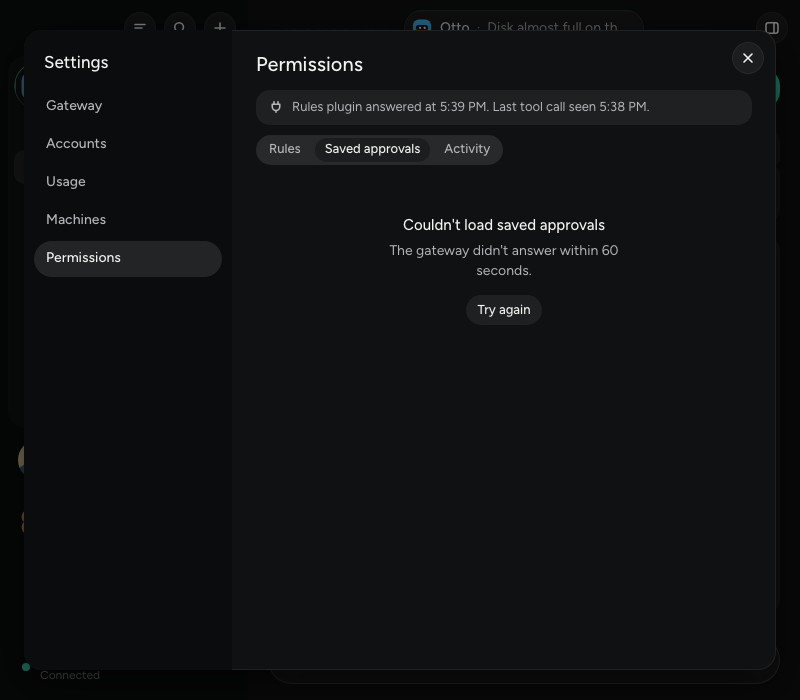 Otto · Disk almost full on th
Settings
Gateway
Accounts
Usage
Machines
Permissions
Permissions
Rules plugin answered at 5:39 PM. Last tool call seen 5:38 PM.
Rules
Saved approvals
Activity
Couldn't load saved approvals
The gateway didn't answer within 60
seconds.
Try again
Connected